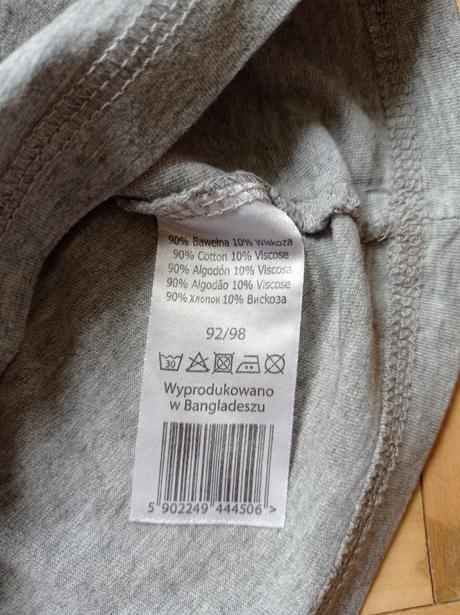 90% Bawełna 10% Wiskoza
90% Cotton 10% Viscose
90% Algodón 10% Viscosa
90% Algodão 10% Viscose
90% Хлопок 10% Вискоза
92/98
30
Wyprodukowano
w Bangladeszu
5 902249 444506 >